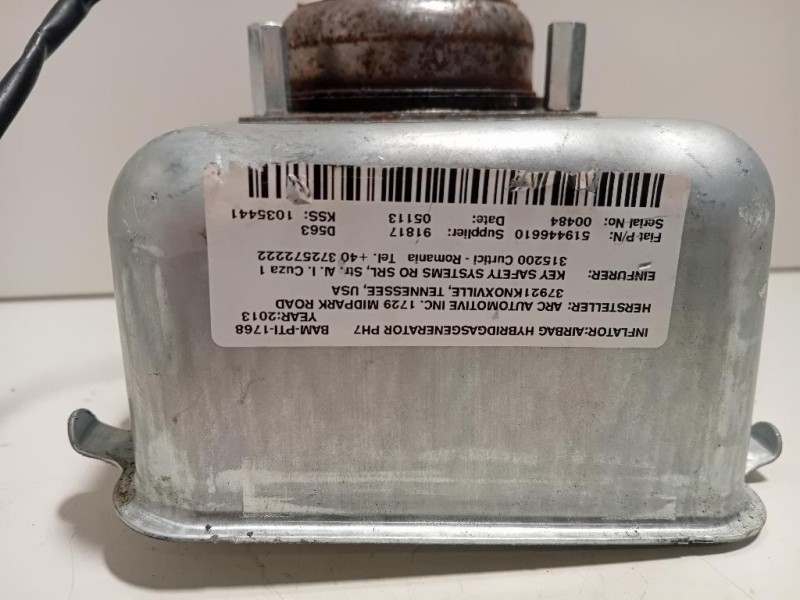 INFLATOR:AIRBAG HYBRIDGASGENERATOR PH7
BAM-PTI-1768
YEAR:2013
HERSTELLER: ARC AUTOMOTIVE INC. 1729 MIDPARK ROAD
37921KNOXVILLE, TENNESSEE, USA
EINFURER: KEY SAFETY SYSTEMS RO SRL, Str. Al. I. Cuza 1
315200 Curtici - Romania Tel. +40 372572222
Fiat P/N: 519446610 Supplier: 91817 D563
Serial No: 00484 Date: 05113 KSS: 1035441